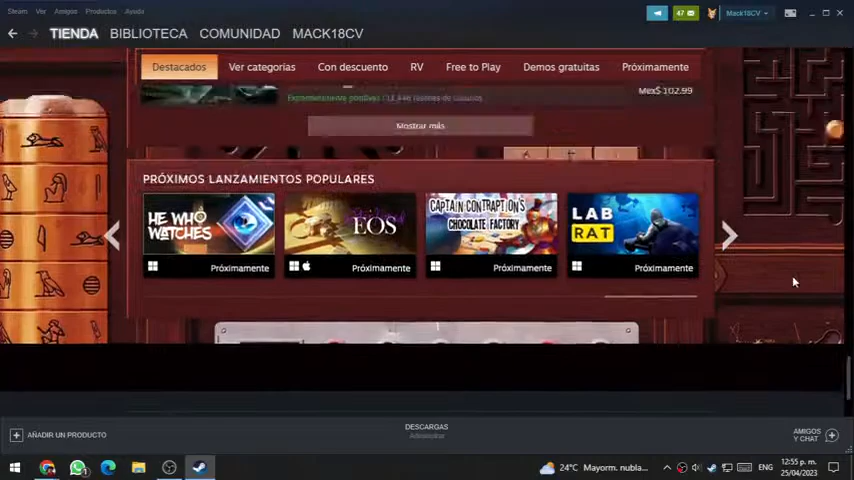 Steam Ver Amigos Productos Ayuda
47
Mack18CV
TIENDA BIBLIOTECA COMUNIDAD MACK18CV
Destacados Ver categorías Con descuento RV Free to Play Demos gratuitas Próximamente
Mex$ 102.99
Mostrar más
PRÓXIMOS LANZAMIENTOS POPULARES
HE WHO WATCHES
EOS
CAPTAIN CONTRAPTION'S CHOCOLATE FACTORY
LAB RAT
Próximamente Próximamente Próximamente Próximamente
AÑADIR UN PRODUCTO
DESCARGAS
Administrar
AMIGOS Y CHAT
24°C Mayorm. nubla...
ENG
12:55 p. m.
25/04/2023